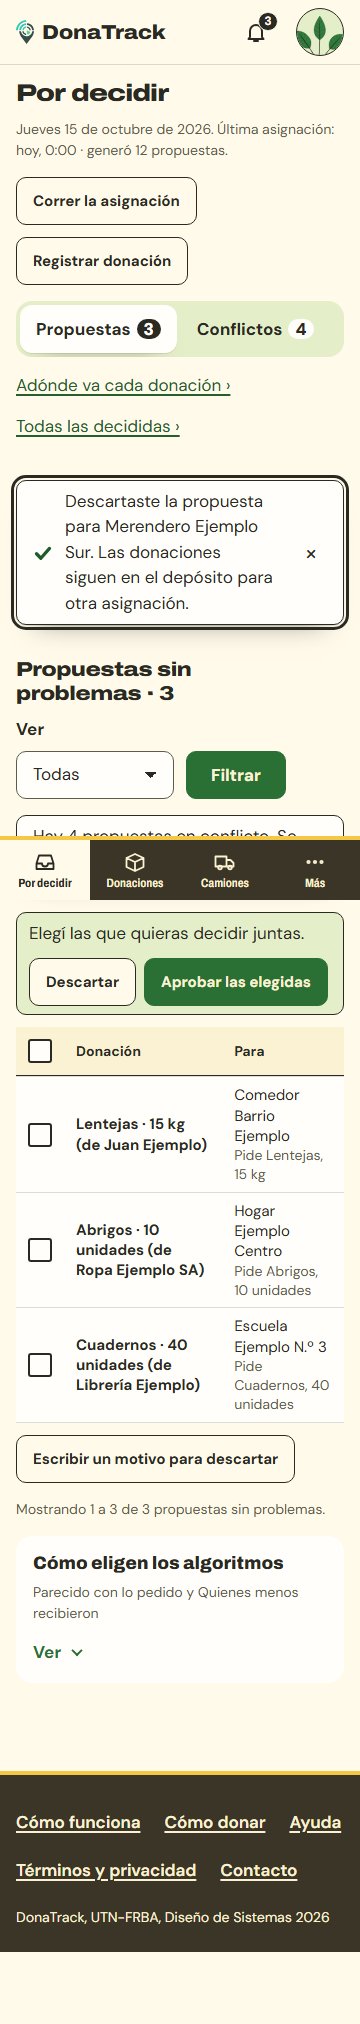 DonaTrack
3
Por decidir
Jueves 15 de octubre de 2026. Última asignación:
hoy, 0:00 · generó 12 propuestas.
Correr la asignación
Registrar donación
Propuestas 3
Conflictos 4
Adónde va cada donación ›
Todas las decididas ›
Descartaste la propuesta
para Merendero Ejemplo
Sur. Las donaciones
siguen en el depósito para
otra asignación.
Propuestas sin
problemas · 3
Ver
Todas
Filtrar
Hay 4 propuestas en conflicto. Se
Por decidir
Donaciones
Camiones
Más
Elegí las que quieras decidir juntas.
Descartar
Aprobar las elegidas
Donación
Para
Lentejas · 15 kg
(de Juan Ejemplo)
Comedor
Barrio
Ejemplo
Pide Lentejas,
15 kg
Abrigos · 10
unidades (de
Ropa Ejemplo SA)
Hogar
Ejemplo
Centro
Pide Abrigos,
10 unidades
Cuadernos · 40
unidades (de
Librería Ejemplo)
Escuela
Ejemplo N.º 3
Pide
Cuadernos, 40
unidades
Escribir un motivo para descartar
Mostrando 1 a 3 de 3 propuestas sin problemas.
Cómo eligen los algoritmos
Parecido con lo pedido y Quienes menos
recibieron
Ver
Cómo funciona
Cómo donar
Ayuda
Términos y privacidad
Contacto
DonaTrack, UTN-FRBA, Diseño de Sistemas 2026